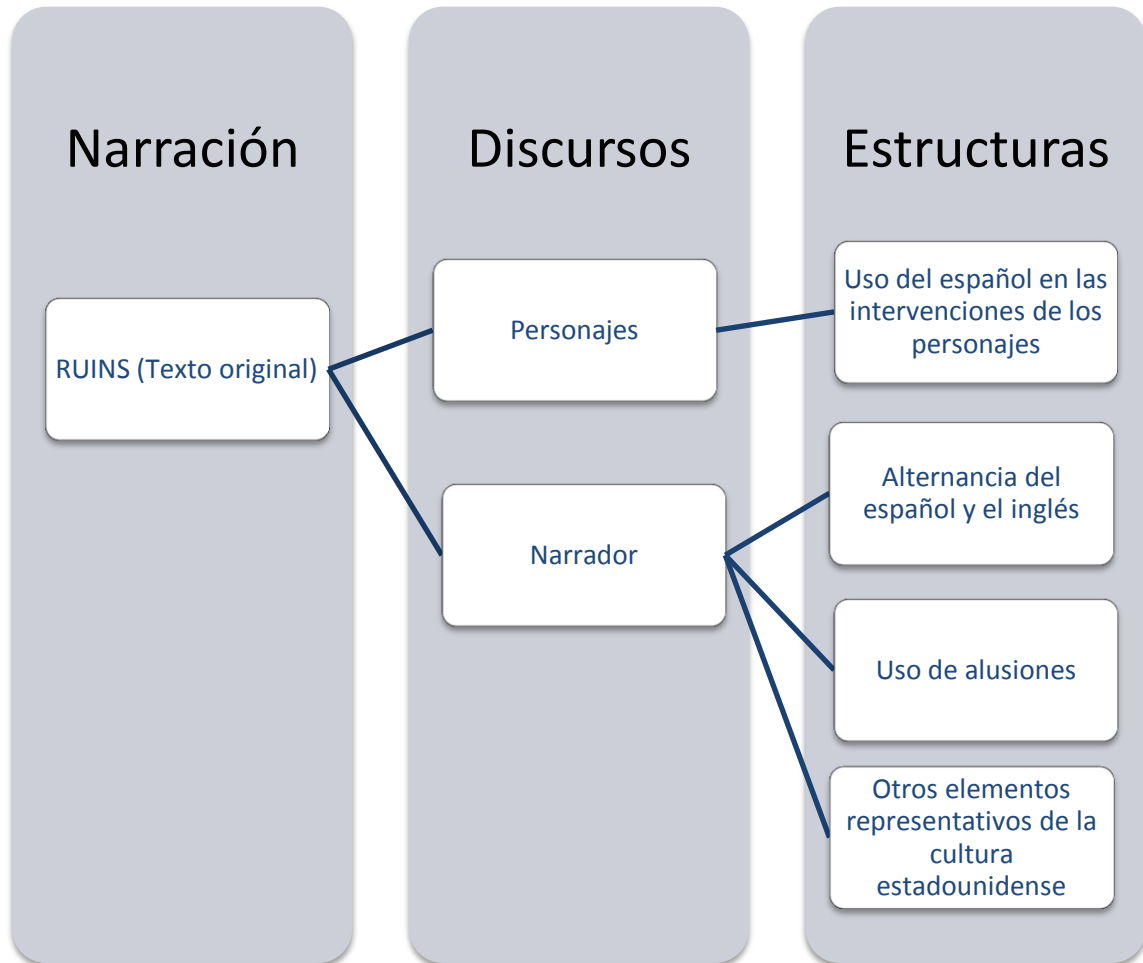 Narración
RUINS (Texto original)
Discursos
Personajes
Narrador
Estructuras
Uso del español en las
intervenciones de los
personajes
Alternancia del
español y el inglés
Uso de alusiones
Otros elementos
representativos de la
cultura
estadounidense